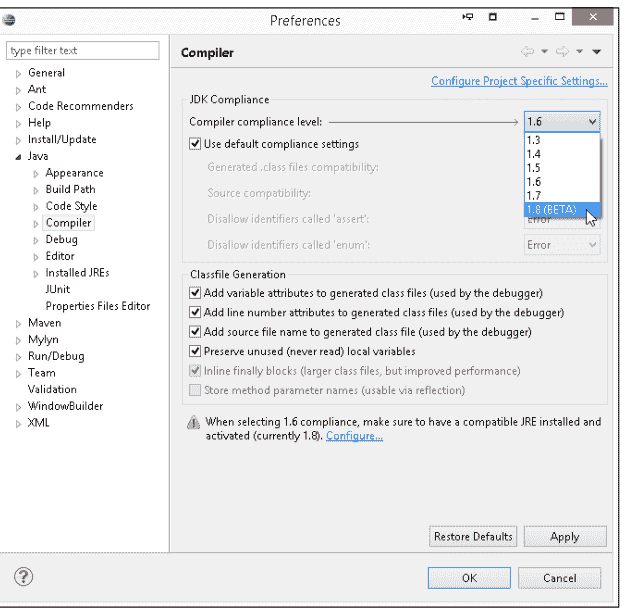 Preferences
type filter text
General
Ant
Code Recommenders
Help
Install/Update
Java
Appearance
Build Path
Code Style
Compiler
Debug
Editor
Installed JREs
JUnit
Properties Files Editor
Maven
Mylyn
Run/Debug
Team
Validation
WindowBuilder
XML
Compiler
Configure Project Specific Settings...
JDK Compliance
Compiler compliance level:
1.6
1.3
1.4
1.5
1.6
1.7
1.8 (BETA)
Use default compliance settings
Generated .class files compatibility:
Source compatibility:
Disallow identifiers called 'assert':
Error
Disallow identifiers called 'enum':
Error
Classfile Generation
Add variable attributes to generated class files (used by the debugger)
Add line number attributes to generated class files (used by the debugger)
Add source file name to generated class file (used by the debugger)
Preserve unused (never read) local variables
Inline finally blocks (larger class files, but improved performance)
Store method parameter names (usable via reflection)
When selecting 1.6 compliance, make sure to have a compatible JRE installed and
activated (currently 1.8). Configure...
Restore Defaults
Apply
OK
Cancel